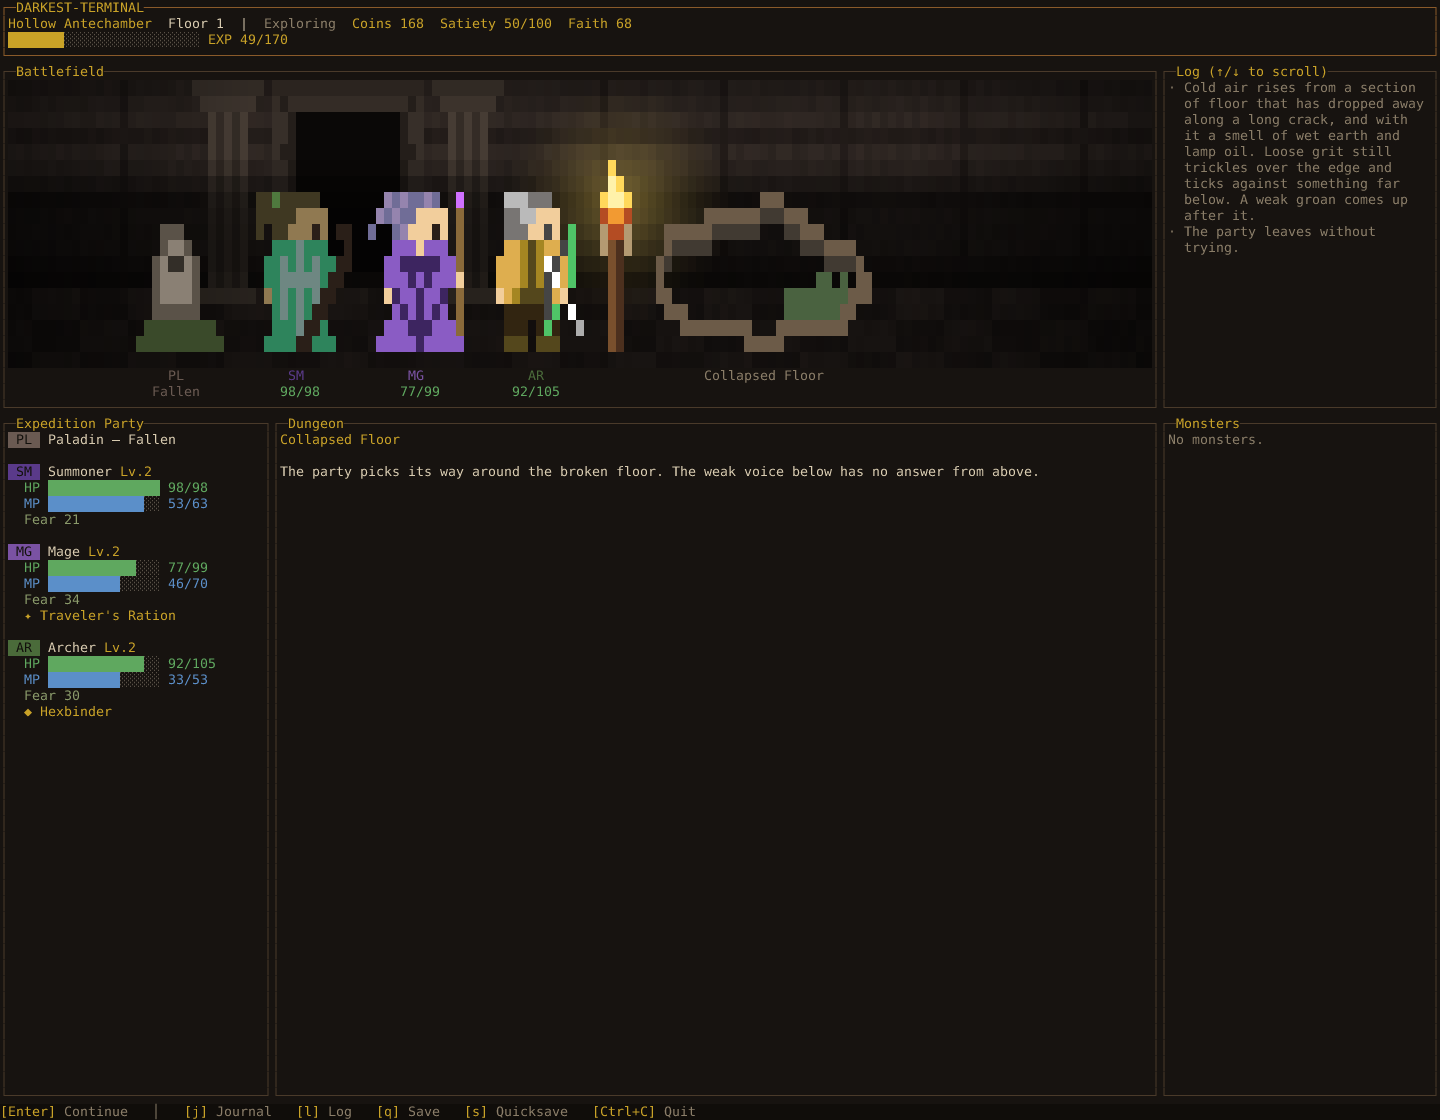 DARKEST-TERMINAL
Hollow Antechamber  Floor 1  |  Exploring  Coins 168  Satiety 50/100  Faith 68
EXP 49/170
Battlefield
PL
Fallen
SM
98/98
MG
77/99
AR
92/105
Collapsed Floor
Log (↑/↓ to scroll)
· Cold air rises from a section
of floor that has dropped away
along a long crack, and with
it a smell of wet earth and
lamp oil. Loose grit still
trickles over the edge and
ticks against something far
below. A weak groan comes up
after it.
· The party leaves without
trying.
Expedition Party
PL Paladin — Fallen
SM Summoner Lv.2
HP 98/98
MP 53/63
Fear 21
MG Mage Lv.2
HP 77/99
MP 46/70
Fear 34
✦ Traveler's Ration
AR Archer Lv.2
HP 92/105
MP 33/53
Fear 30
◆ Hexbinder
Dungeon
Collapsed Floor
The party picks its way around the broken floor. The weak voice below has no answer from above.
Monsters
No monsters.
[Enter] Continue  │  [j] Journal  [l] Log  [q] Save  [s] Quicksave  [Ctrl+C] Quit